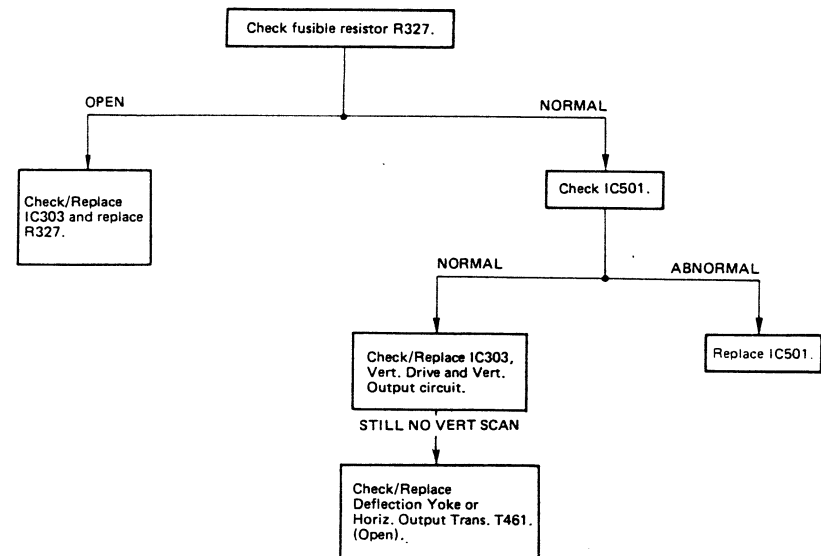 Check fusible resistor R327.
OPEN
NORMAL
Check/Replace
IC303 and replace
R327.
Check IC501.
NORMAL
ABNORMAL
Check/Replace IC303,
Vert. Drive and Vert.
Output circuit.
Replace IC501.
STILL NO VERT SCAN
Check/Replace
Deflection Yoke or
Horiz. Output Trans. T461.
(Open).